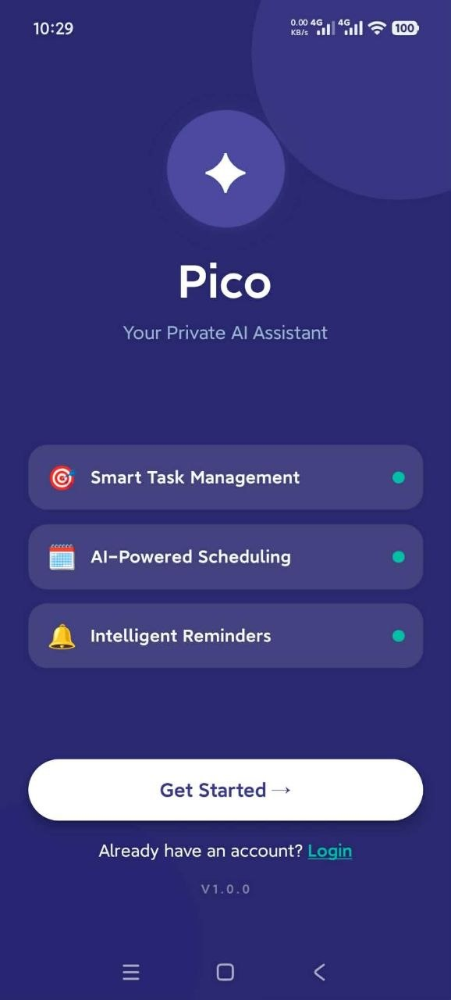 10:29
0.00 KB/s 4G 4G 100
Pico
Your Private AI Assistant
Smart Task Management
AI-Powered Scheduling
Intelligent Reminders
Get Started →
Already have an account? Login
V1.0.0